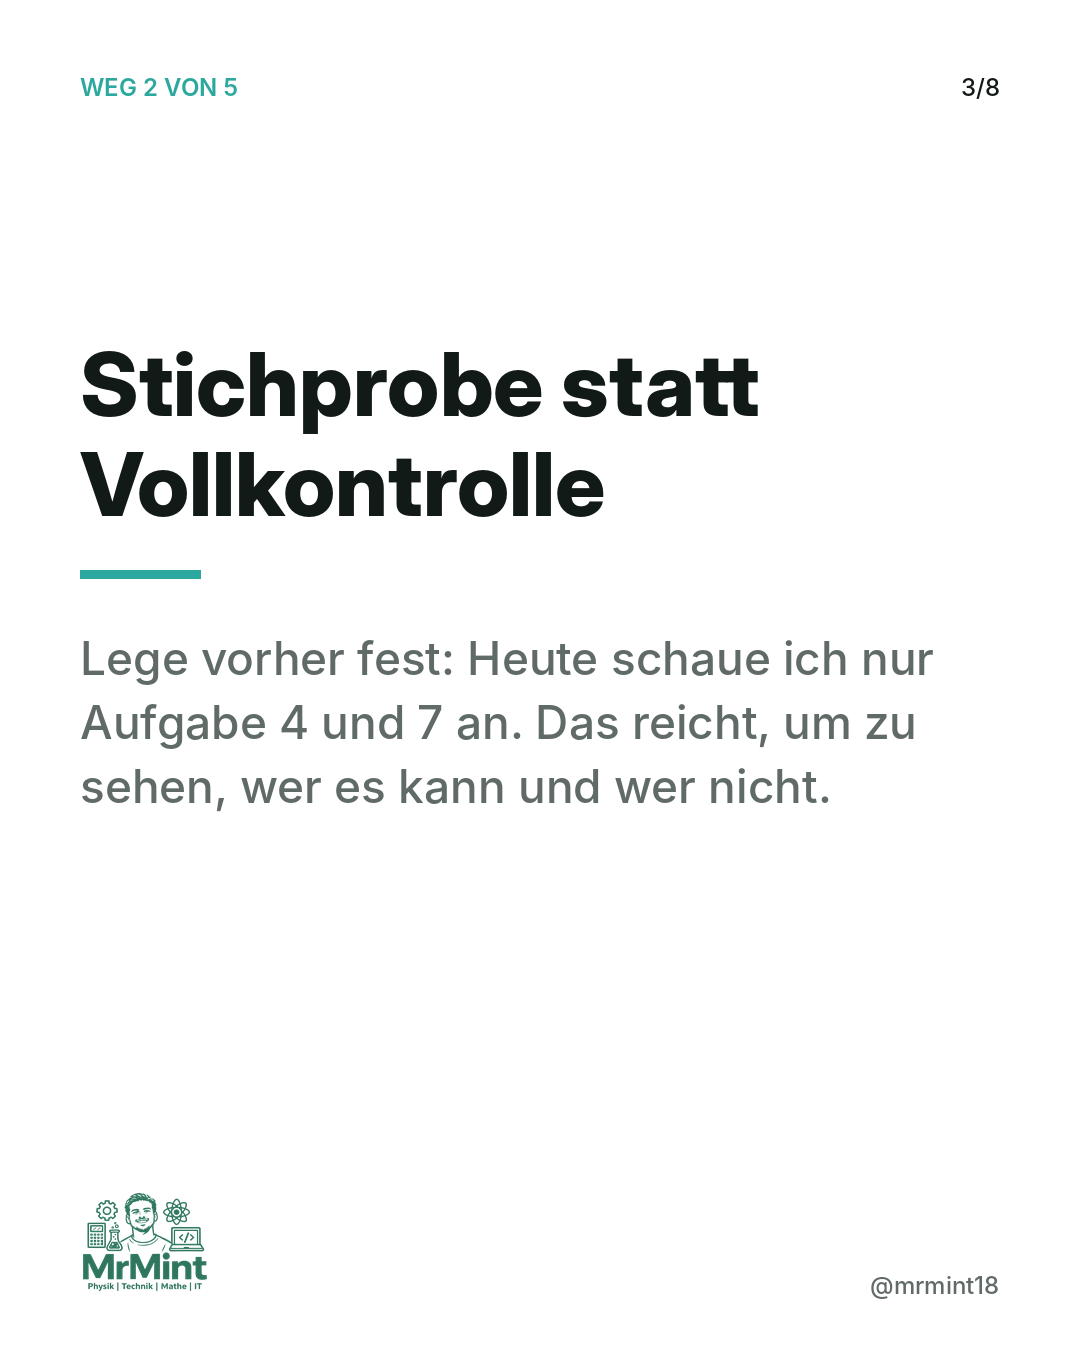 WEG 2 VON 5
3/8
Stichprobe statt
Vollkontrolle
Lege vorher fest: Heute schaue ich nur
Aufgabe 4 und 7 an. Das reicht, um zu
sehen, wer es kann und wer nicht.
MrMint
Physik | Technik | Mathe | IT
@mrmint18